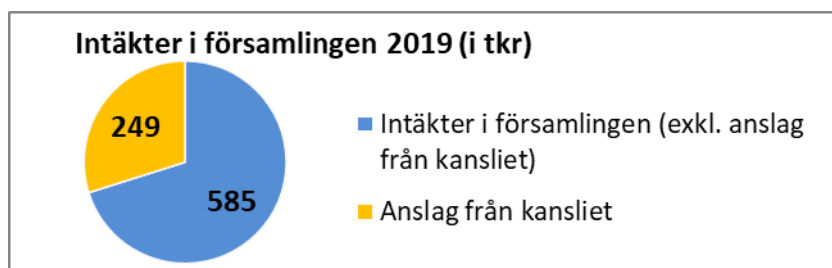 Intäkter i församlingen 2019 (i tkr)
249
585
Intäkter i församlingen (exkl. anslag
från kansliet)
Anslag från kansliet